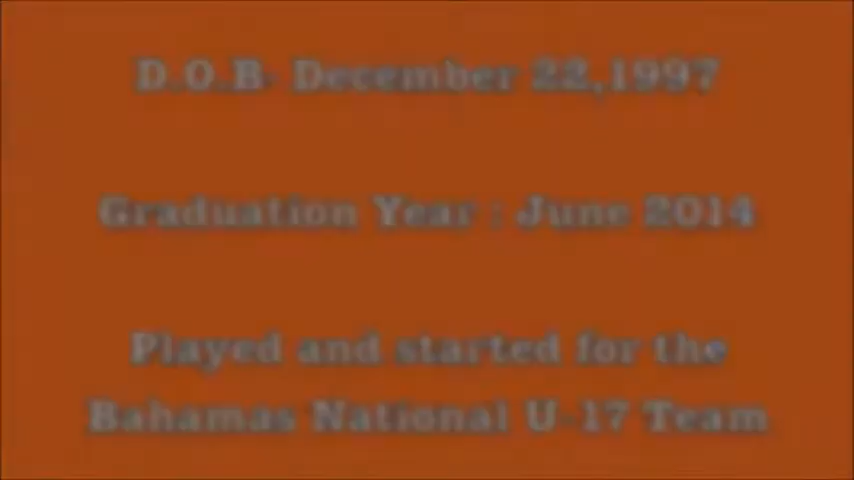 D.O.B- December 22,1997
Graduation Year : June 2014
Played and started for the
Bahamas National U-17 Team